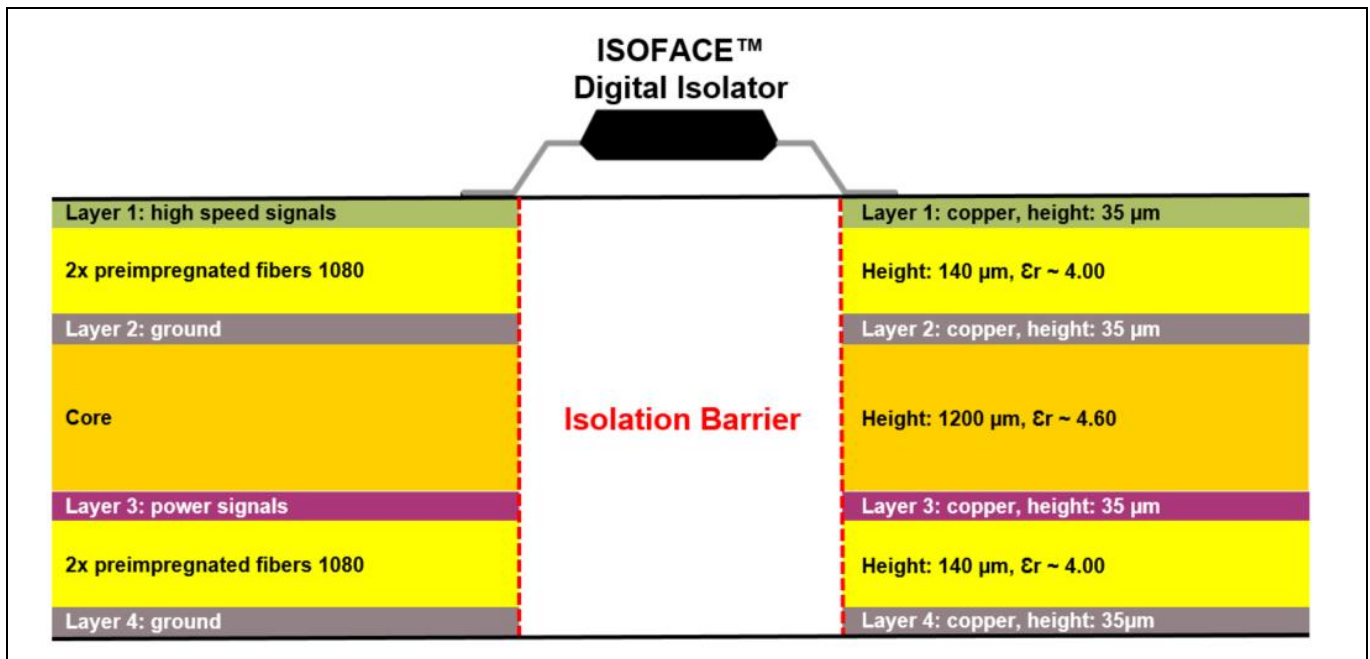 ISOFACE™
Digital Isolator
Layer 1: high speed signals
Layer 1: copper, height: 35 µm
2x preimpregnated fibers 1080
Height: 140 µm, Ɛr ~ 4.00
Layer 2: ground
Layer 2: copper, height: 35 µm
Core
Isolation Barrier
Height: 1200 µm, Ɛr ~ 4.60
Layer 3: power signals
Layer 3: copper, height: 35 µm
2x preimpregnated fibers 1080
Height: 140 µm, Ɛr ~ 4.00
Layer 4: ground
Layer 4: copper, height: 35µm